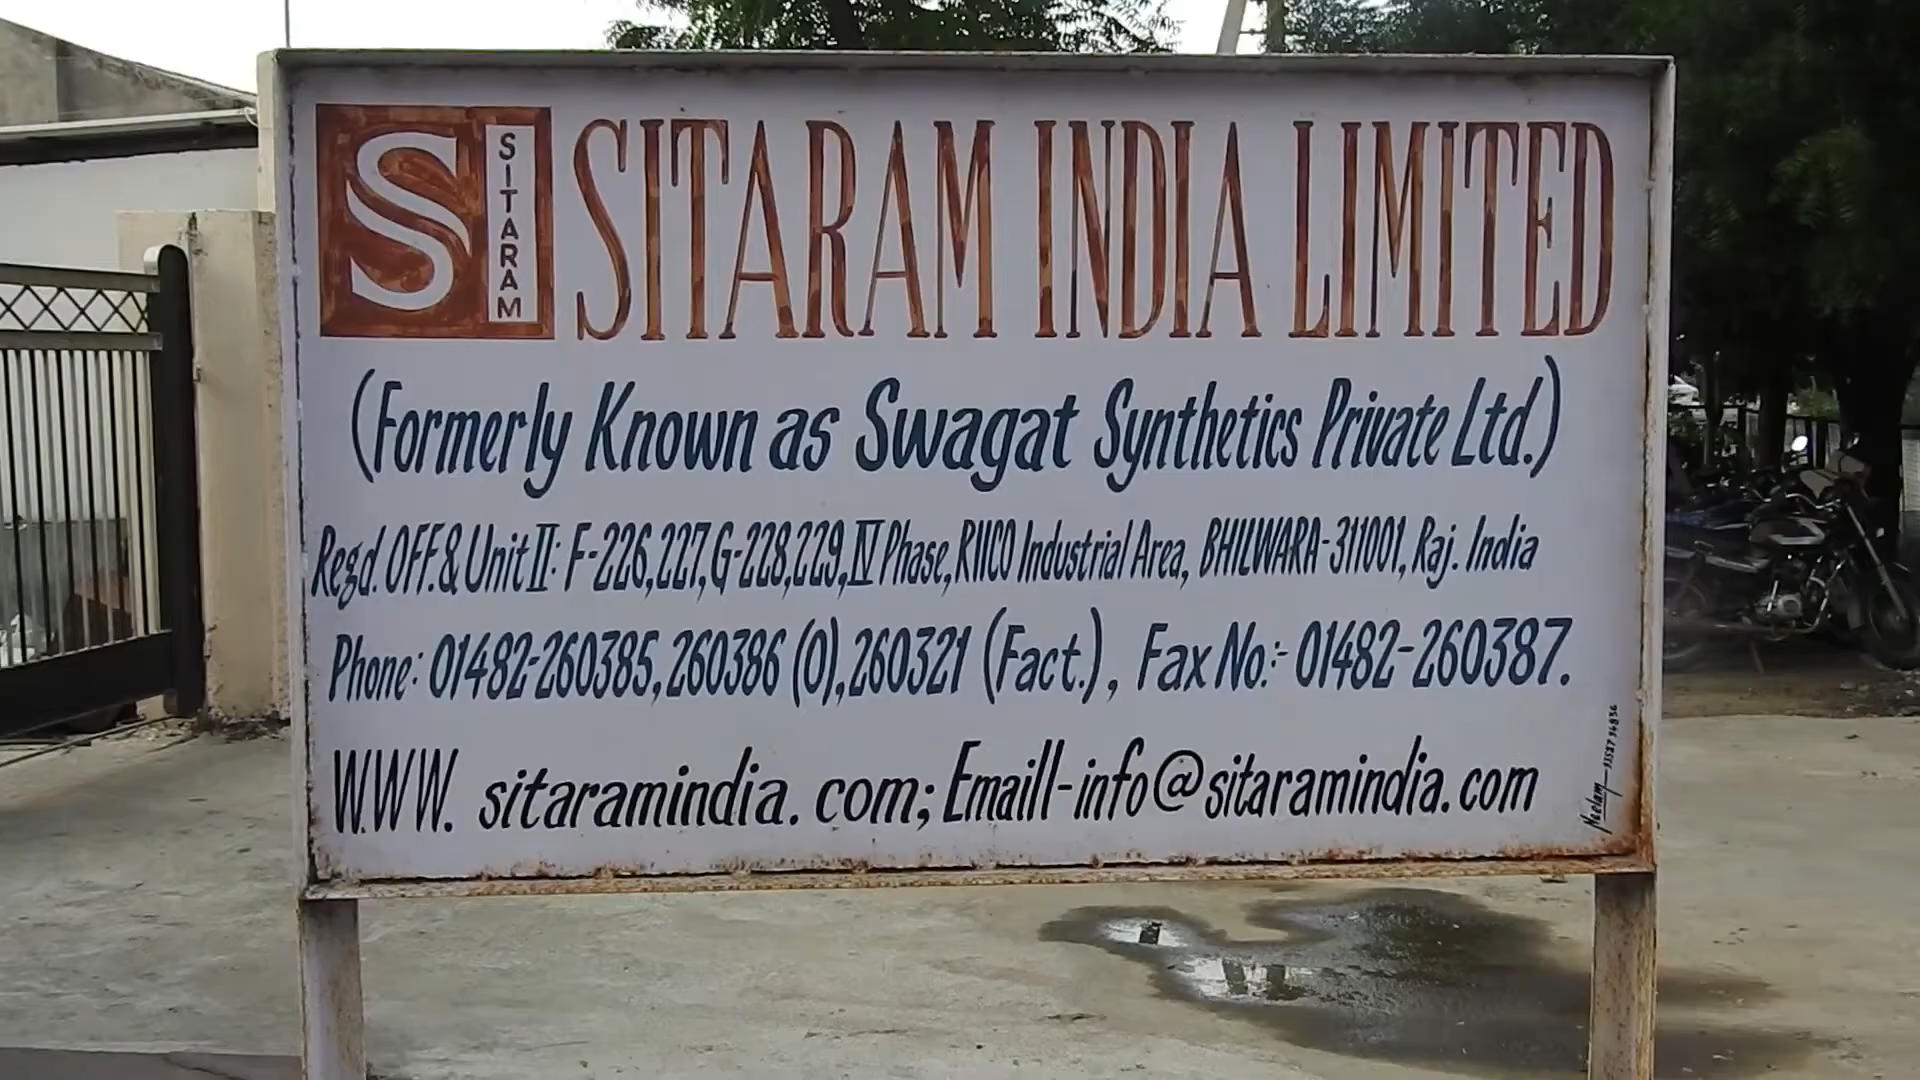 S SITARAM
SITARAM INDIA LIMITED
(Formerly Known as Swagat Synthetics Private Ltd.)
Regd. OFF.& Unit II: F-226,227,G-228,229,IV Phase, RIICO Industrial Area, BHILWARA-311001, Raj. India
Phone: 01482-260385, 260386 (O), 260321 (Fact.), Fax No.:- 01482-260387.
WWW. sitaramindia. com; Emaill-info@sitaramindia.com
Neelam